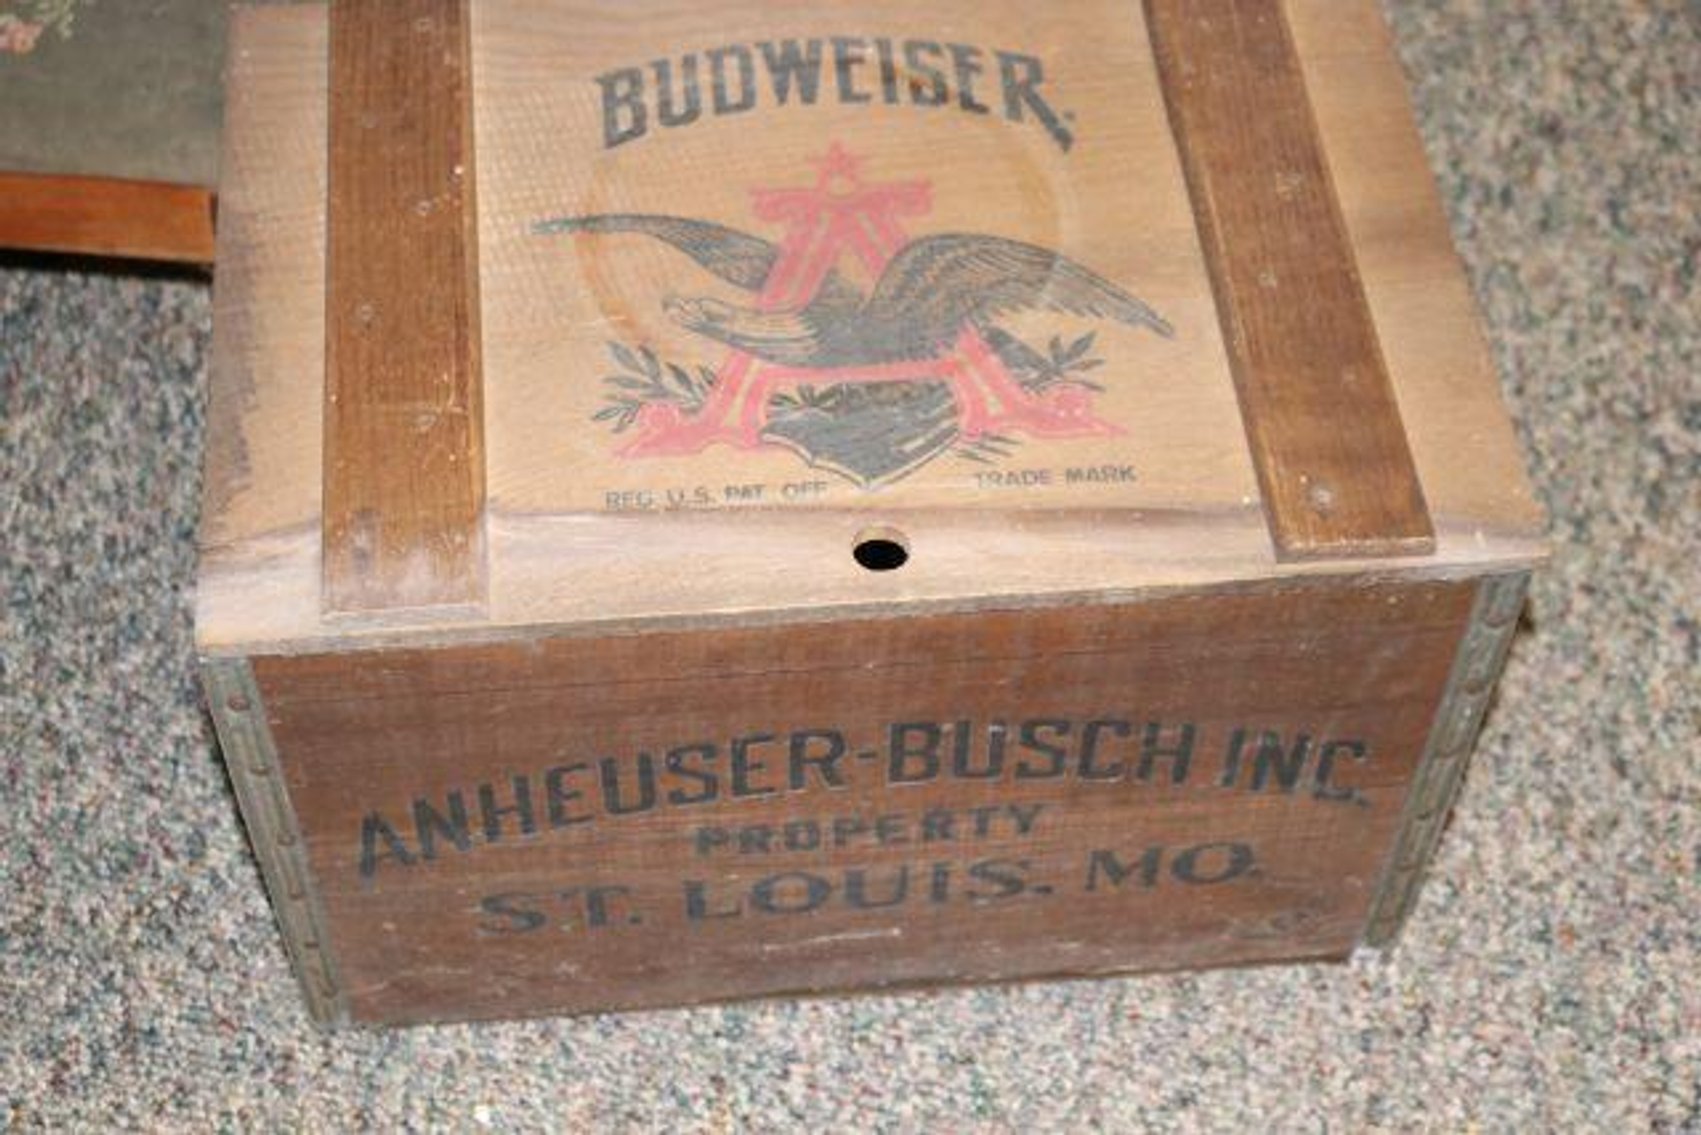 BUDWEISER.
REG. U.S. PAT. OFF. TRADE MARK
ANHEUSER-BUSCH INC.
PROPERTY
ST. LOUIS. MO.